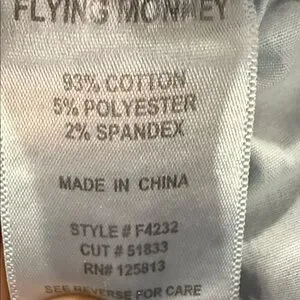 FLYING MONKEY
93% COTTON
5% POLYESTER
2% SPANDEX
MADE IN CHINA
STYLE # F4232
CUT # 51833
RN# 125813
SEE REVERSE FOR CARE